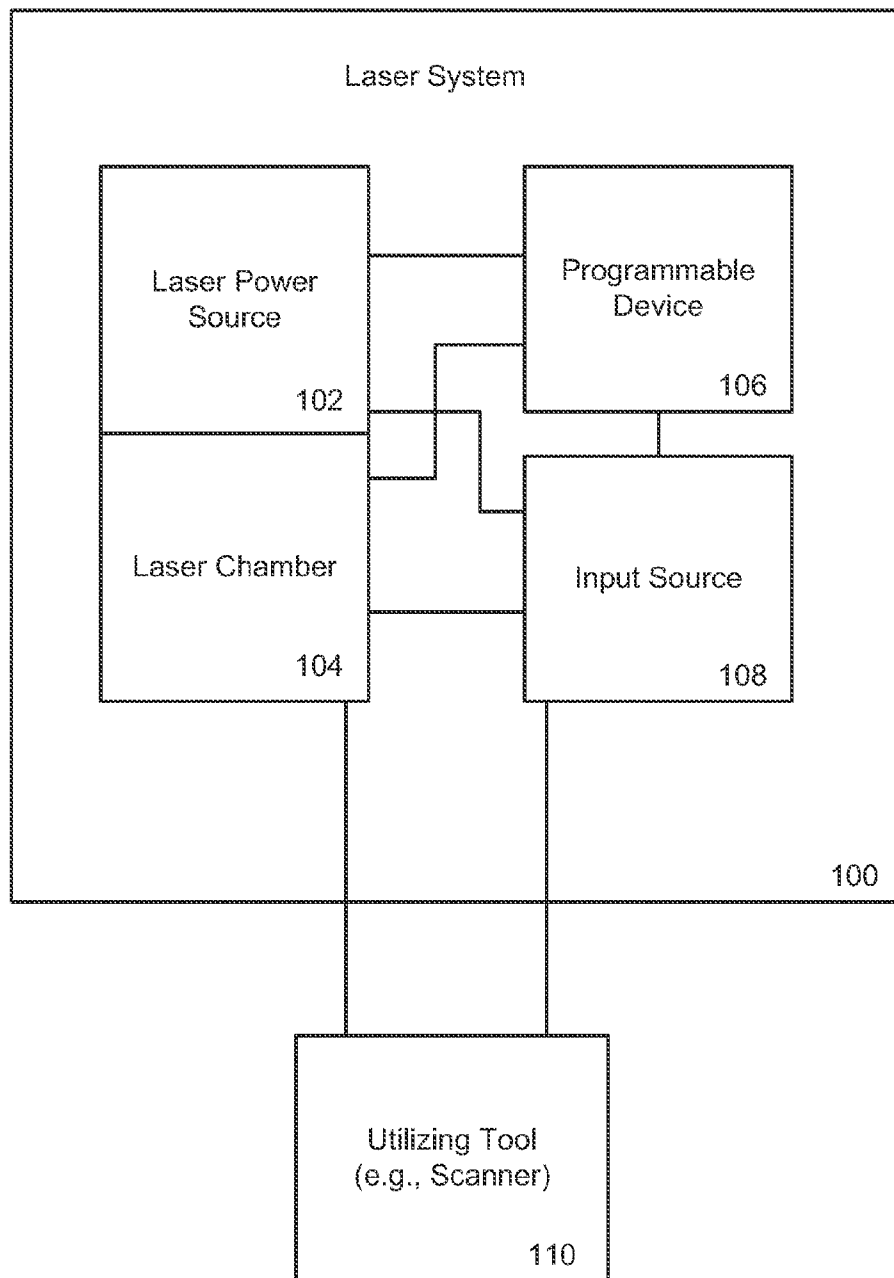 Laser System
Laser Power
Source
102
Programmable
Device
106
Laser Chamber
104
Input Source
108
100
Utilizing Tool
(e.g., Scanner)
110